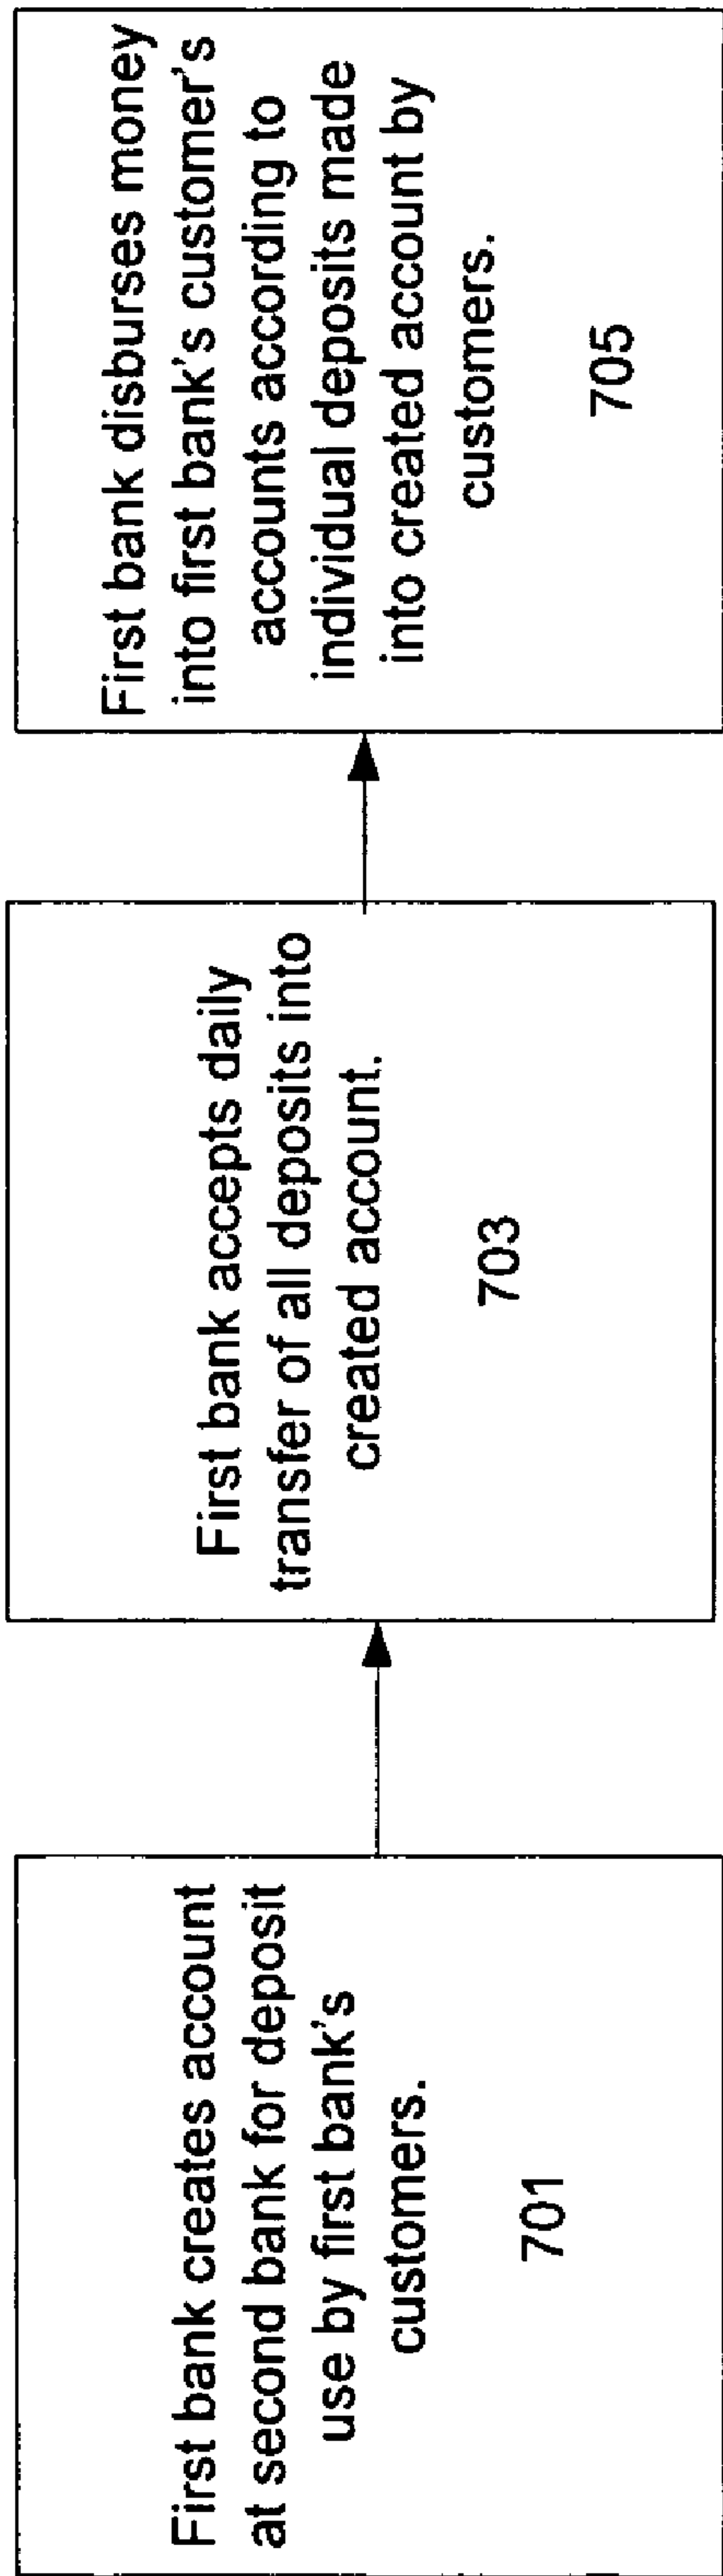 First bank creates account
at second bank for deposit
use by first bank's
customers.
701
First bank accepts daily
transfer of all deposits into
created account.
703
First bank disburses money
into first bank's customer's
accounts according to
individual deposits made
into created account by
customers.
705